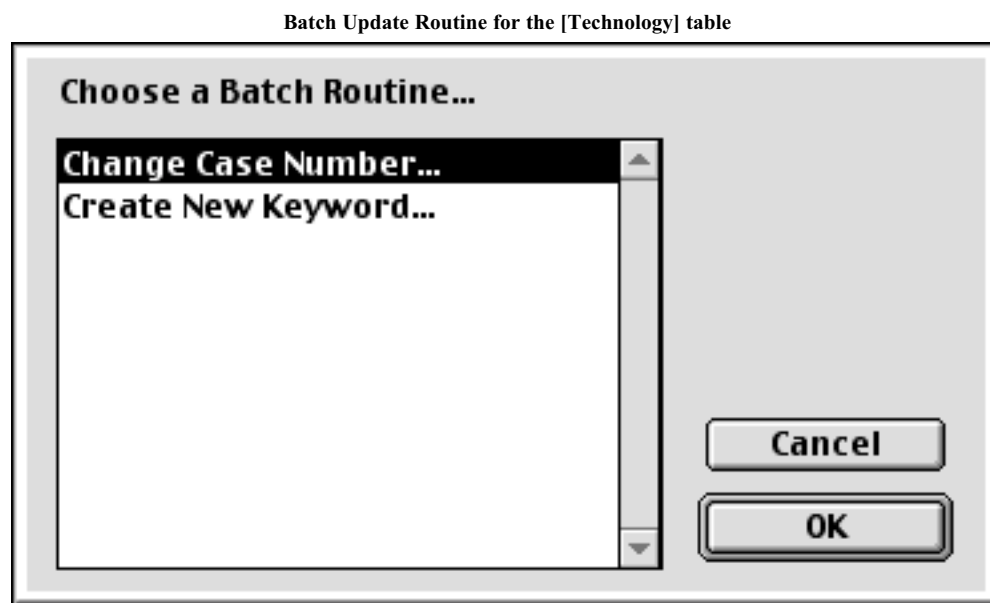 Batch Update Routine for the [Technology] table
Choose a Batch Routine...
Change Case Number...
Create New Keyword...
Cancel
OK